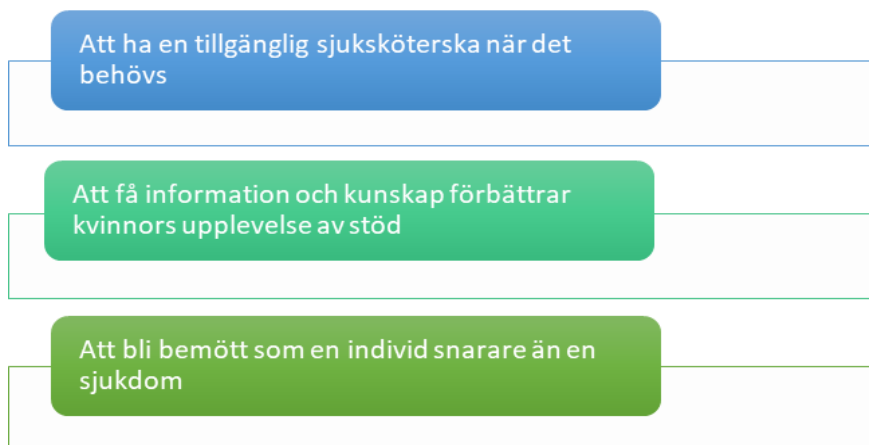 Att ha en tillgänglig sjuksköterska när det
behövs
Att få information och kunskap förbättrar
kvinnors upplevelse av stöd
Att bli bemött som en individ snarare än en
sjukdom